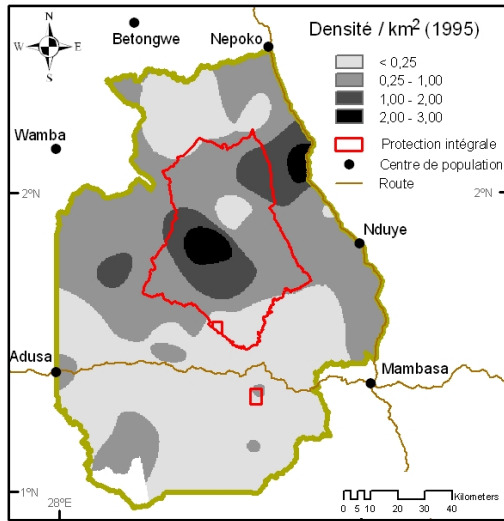 N
W E
S
Betongwe
Nepoko
Densité / km² (1995)
< 0,25
0,25 - 1,00
1,00 - 2,00
2,00 - 3,00
Protection intégrale
Centre de population
Route
Wamba
2°N
2°N
Nduye
Adusa
Mambasa
Kilometers
0 5 10 20 30 40
1°N
28°E